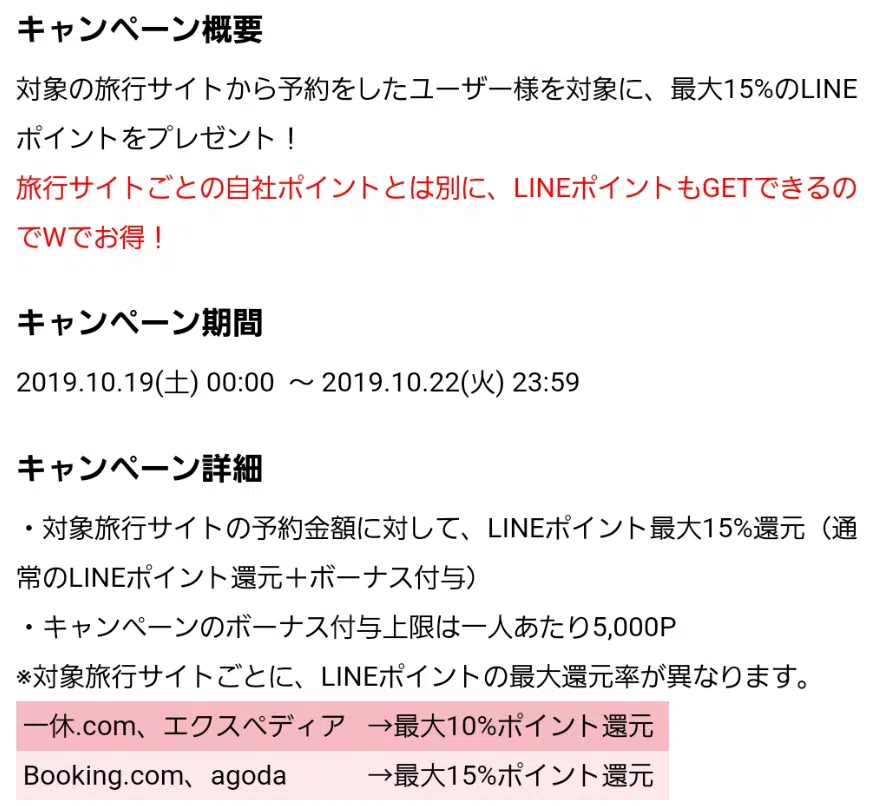 キャンペーン概要
対象の旅行サイトから予約をしたユーザー様を対象に、最大15%のLINE
ポイントをプレゼント！
旅行サイトごとの自社ポイントとは別に、LINEポイントもGETできるの
でWでお得！
キャンペーン期間
2019.10.19(土) 00:00 〜 2019.10.22(火) 23:59
キャンペーン詳細
・対象旅行サイトの予約金額に対して、LINEポイント最大15%還元（通
常のLINEポイント還元＋ボーナス付与）
・キャンペーンのボーナス付与上限は一人あたり5,000P
※対象旅行サイトごとに、LINEポイントの最大還元率が異なります。
一休.com、エクスペディア →最大10%ポイント還元
Booking.com、agoda →最大15%ポイント還元